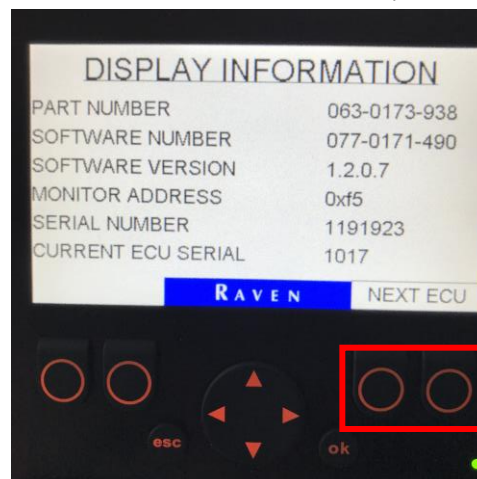 DISPLAY INFORMATION
PART NUMBER 063-0173-938
SOFTWARE NUMBER 077-0171-490
SOFTWARE VERSION 1.2.0.7
MONITOR ADDRESS 0xf5
SERIAL NUMBER 1191923
CURRENT ECU SERIAL 1017
RAVEN NEXT ECU
esc ok